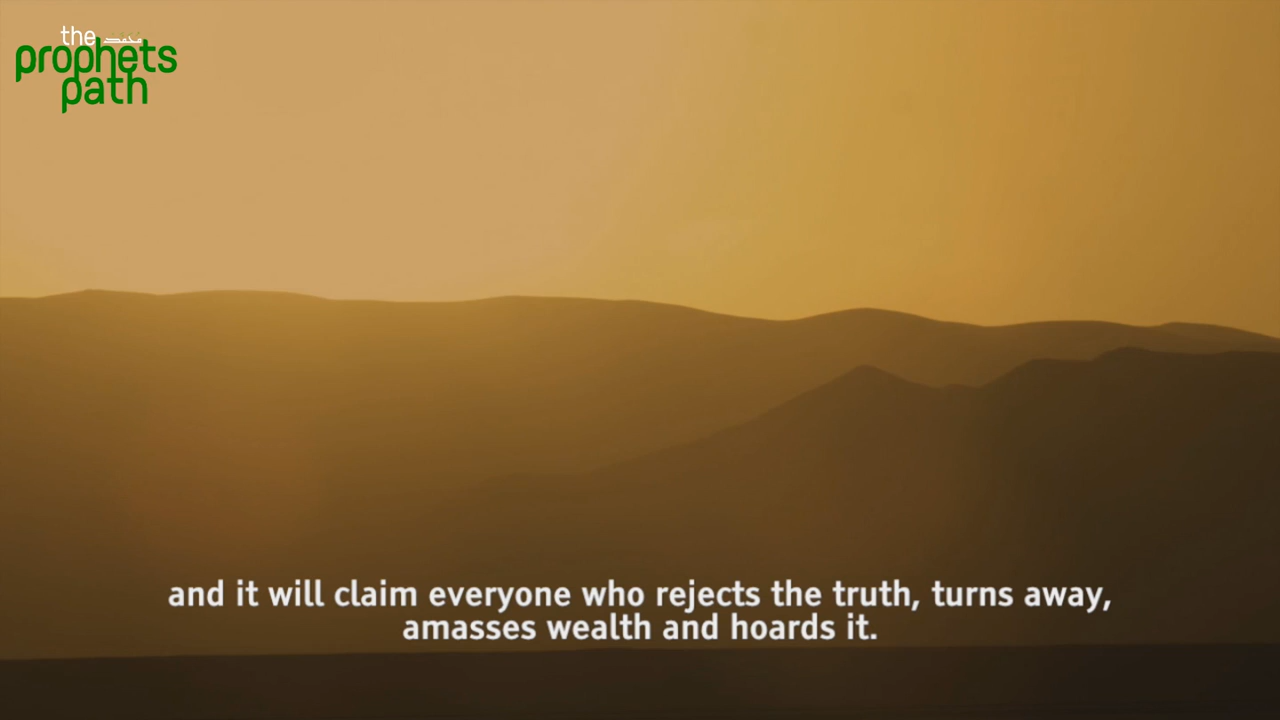 the محمد
prophets
path
and it will claim everyone who rejects the truth, turns away,
amasses wealth and hoards it.